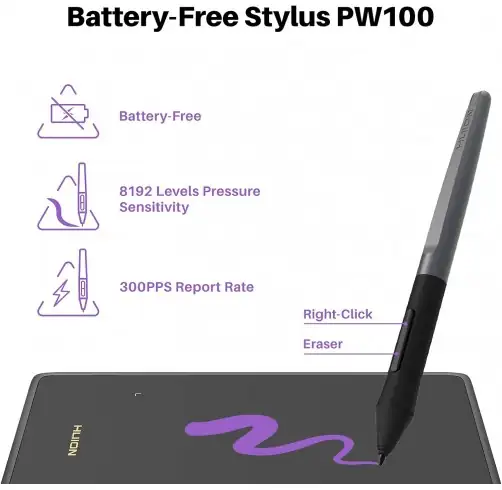 Battery-Free Stylus PW100
Battery-Free
8192 Levels Pressure
Sensitivity
300PPS Report Rate
Right-Click
Eraser
HUION